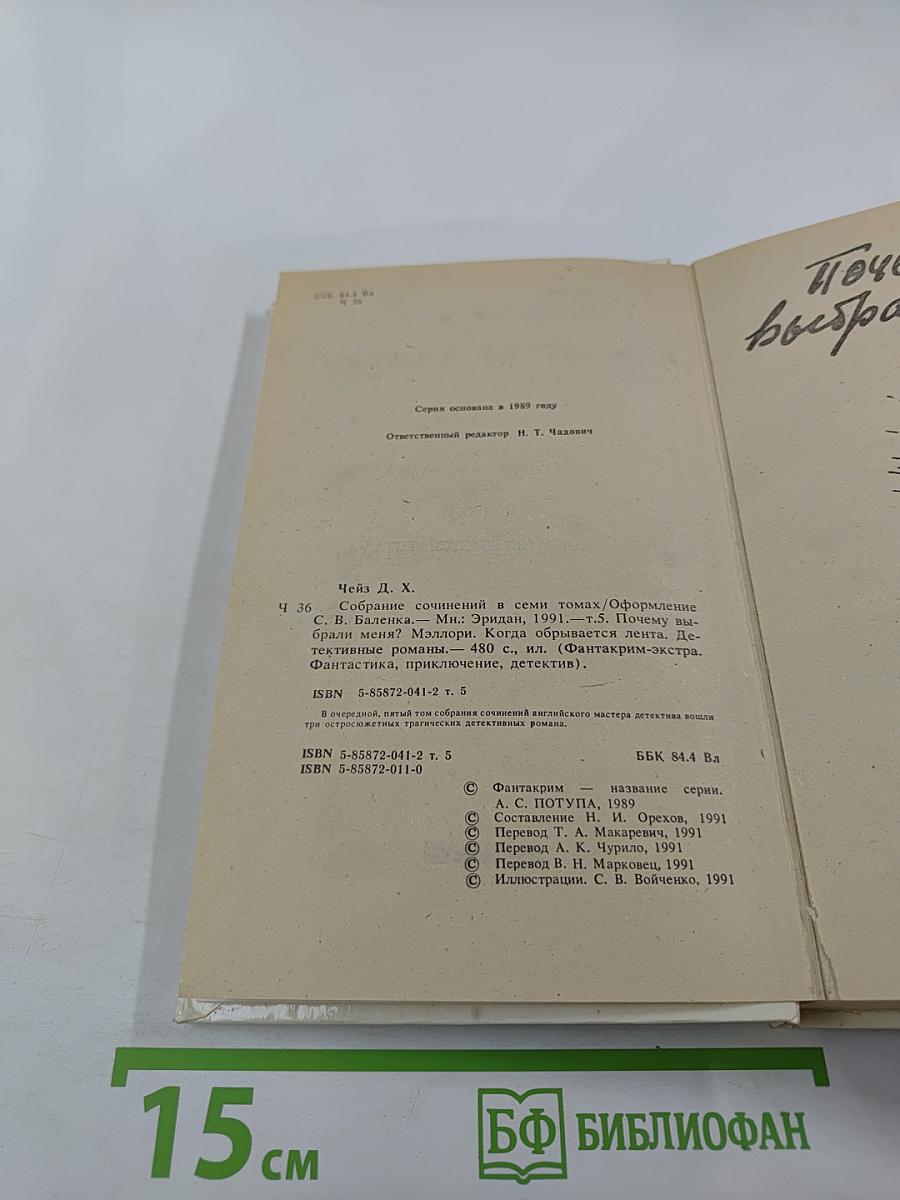 ББК 84.4 Вл
Ч 36
Серия основана в 1989 году
Ответственный редактор Н. Т. Чадович
Чейз Д. Х.
Ч 36 Собрание сочинений в семи томах/Оформление
С. В. Баленка.— Мн.: Эридан, 1991.—т.5. Почему вы-
брали меня? Мэллори. Когда обрывается лента. Де-
тективные романы.— 480 с., ил. (Фантакрим-экстра.
Фантастика, приключение, детектив).
ISBN 5-85872-041-2 т. 5
В очередной, пятый том собрания сочинений английского мастера детектива вошли
три остросюжетных трагических детективных романа.
ISBN 5-85872-041-2 т. 5 ББК 84.4 Вл
ISBN 5-85872-011-0
© Фантакрим — название серии.
А. С. ПОТУПА, 1989
© Составление Н. И. Орехов, 1991
© Перевод Т. А. Макаревич, 1991
© Перевод А. К. Чурило, 1991
© Перевод В. Н. Марковец, 1991
© Иллюстрации. С. В. Войченко, 1991
Поче
выбра
15 см
БФ БИБЛИОФАН